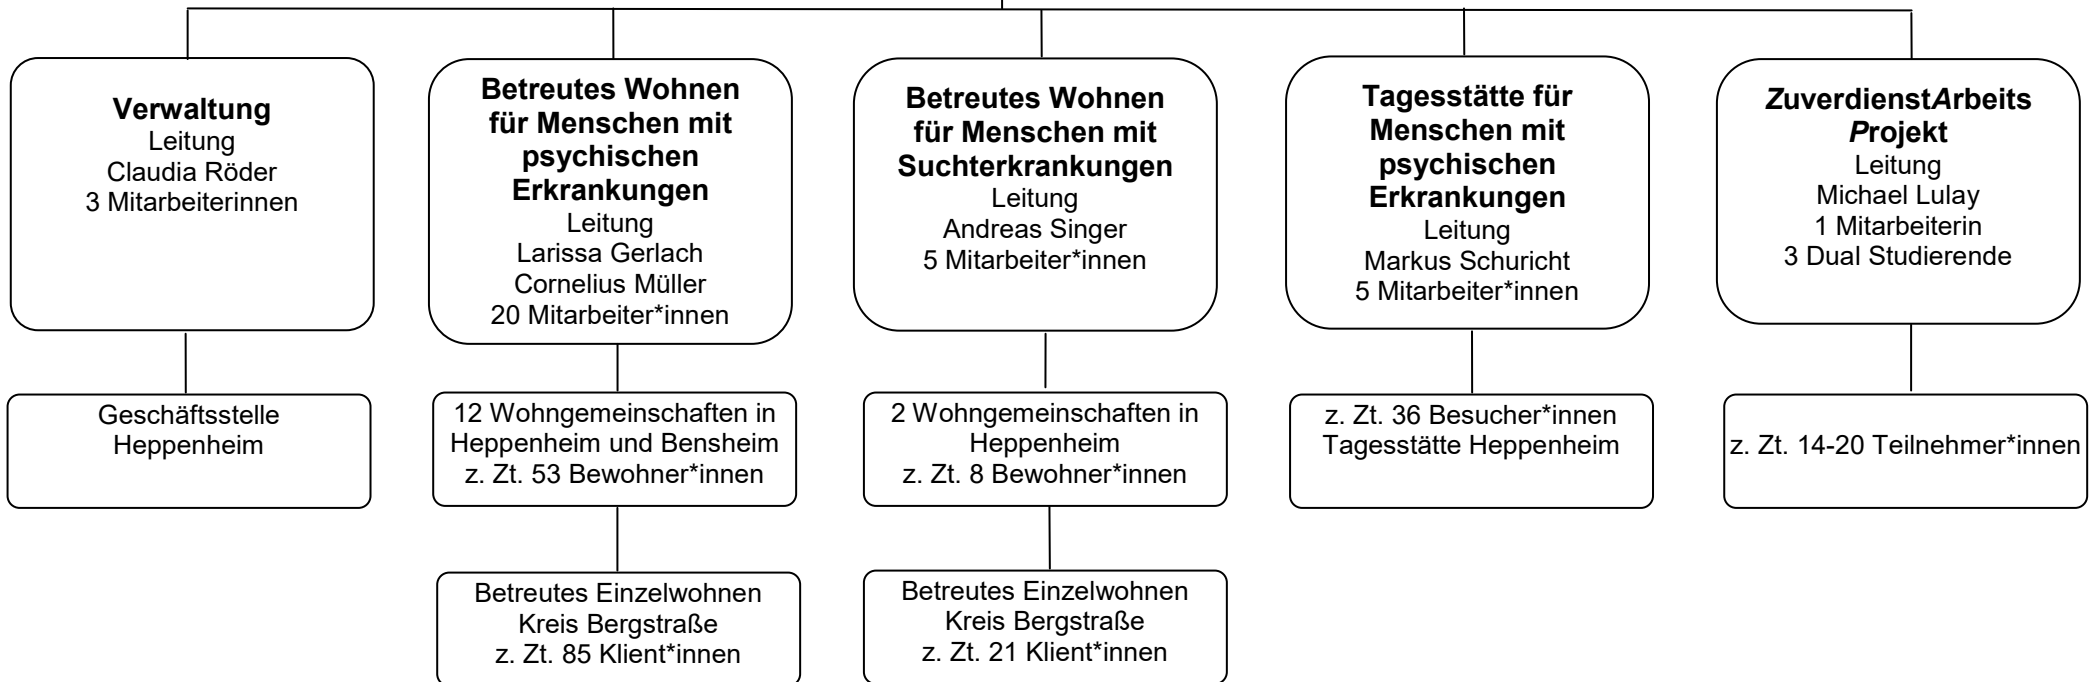 Verwaltung
Leitung
Claudia Röder
3 Mitarbeiterinnen
Betreutes Wohnen
für Menschen mit
psychischen
Erkrankungen
Leitung
Larissa Gerlach
Cornelius Müller
20 Mitarbeiter*innen
Betreutes Wohnen
für Menschen mit
Suchterkrankungen
Leitung
Andreas Singer
5 Mitarbeiter*innen
Tagesstätte für
Menschen mit
psychischen
Erkrankungen
Leitung
Markus Schuricht
5 Mitarbeiter*innen
ZuverdienstArbeits
Projekt
Leitung
Michael Lulay
1 Mitarbeiterin
3 Dual Studierende
Geschäftsstelle
Heppenheim
12 Wohngemeinschaften in
Heppenheim und Bensheim
z. Zt. 53 Bewohner*innen
2 Wohngemeinschaften in
Heppenheim
z. Zt. 8 Bewohner*innen
z. Zt. 36 Besucher*innen
Tagesstätte Heppenheim
z. Zt. 14-20 Teilnehmer*innen
Betreutes Einzelwohnen
Kreis Bergstraße
z. Zt. 85 Klient*innen
Betreutes Einzelwohnen
Kreis Bergstraße
z. Zt. 21 Klient*innen